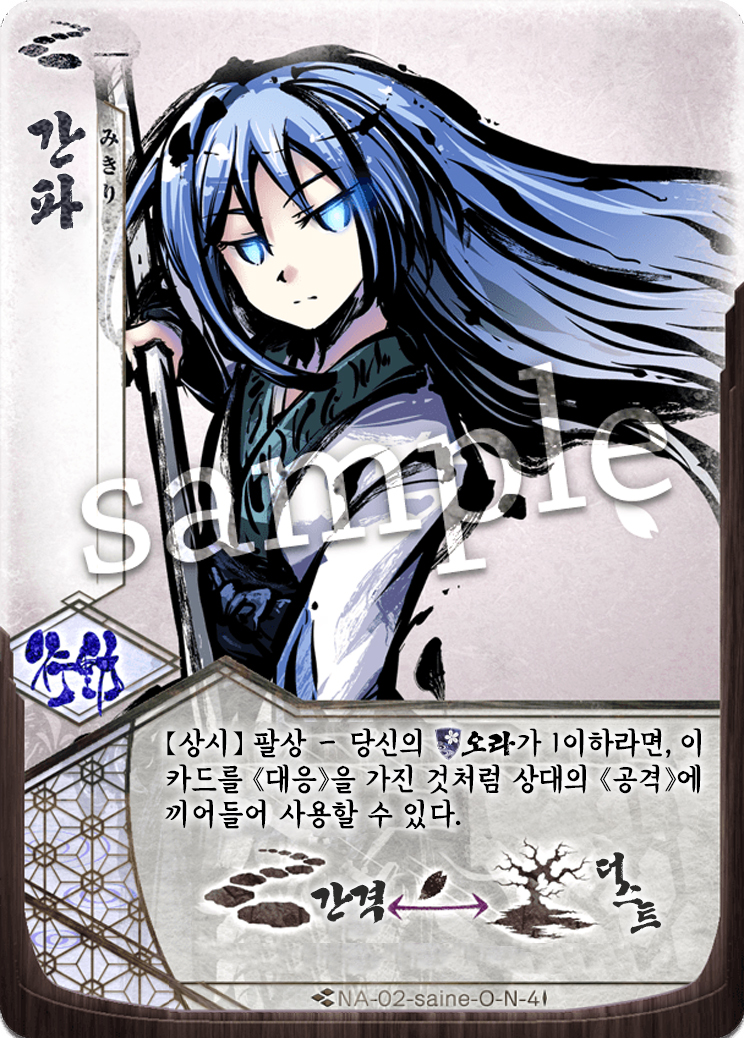 간파
みきり
sample
行動
【상시】 팔상 - 당신의 오라가 1이하라면, 이
카드를 《대응》을 가진 것처럼 상대의 《공격》에
끼어들어 사용할 수 있다.
간격
더스트
NA-02-saine-O-N-4